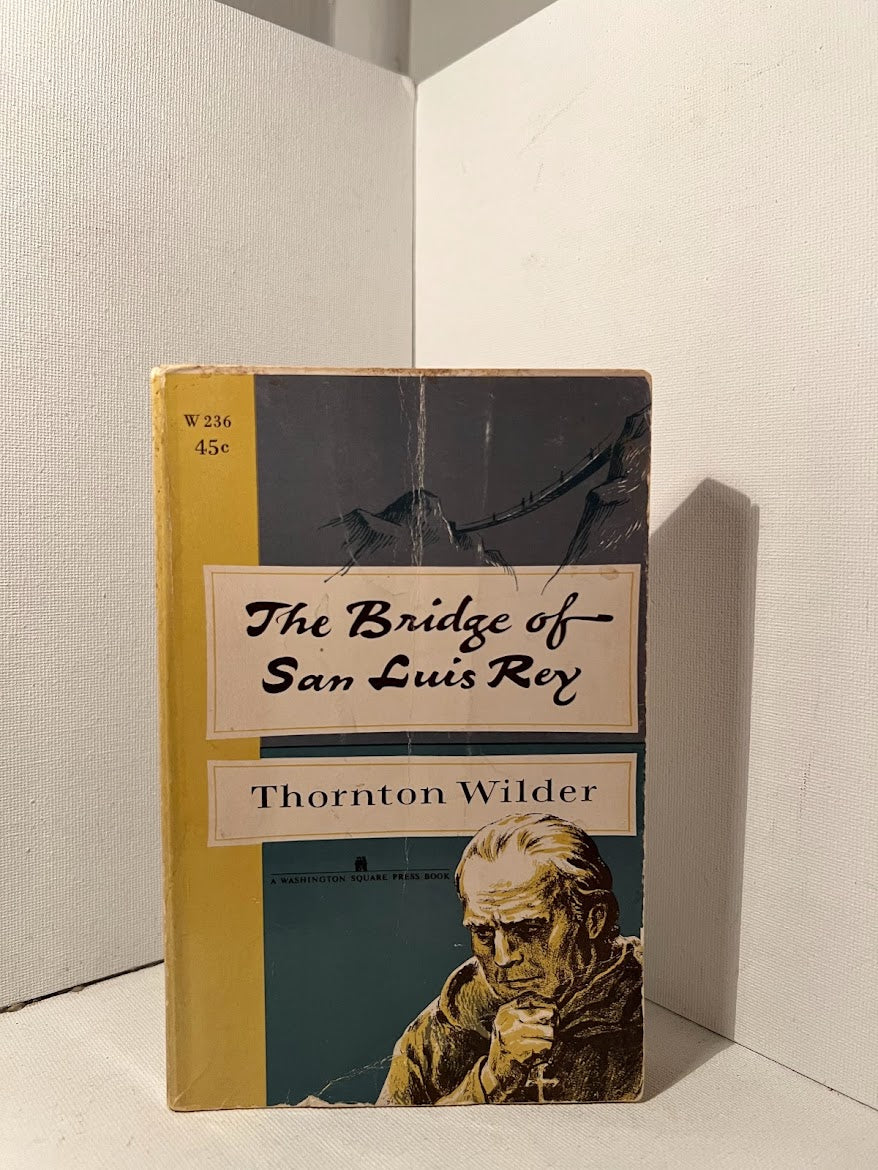 W 236
45c
The Bridge of
San Luis Rey
Thornton Wilder
A WASHINGTON SQUARE PRESS BOOK